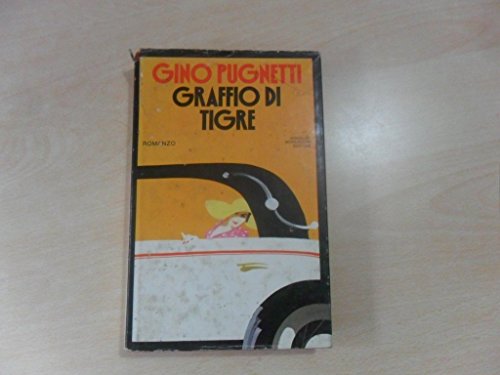 GINO PUGNETTI
GRAFFIO DI
TIGRE
ROMANZO